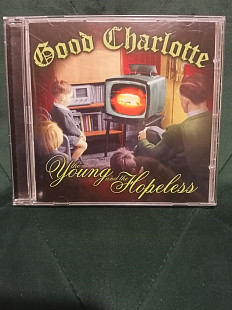 Good Charlotte
the
Young and the Hopeless